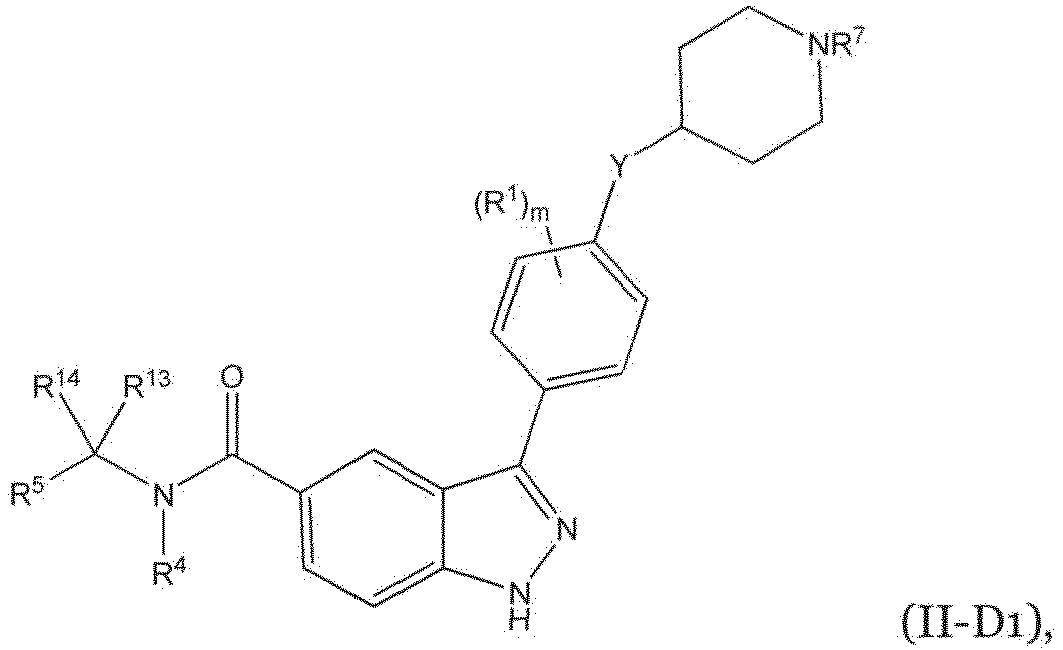 NR⁷
Y
(R¹)m
R¹⁴ R¹³ O
R⁵ N
R⁴
N
N
H
(II-D1),